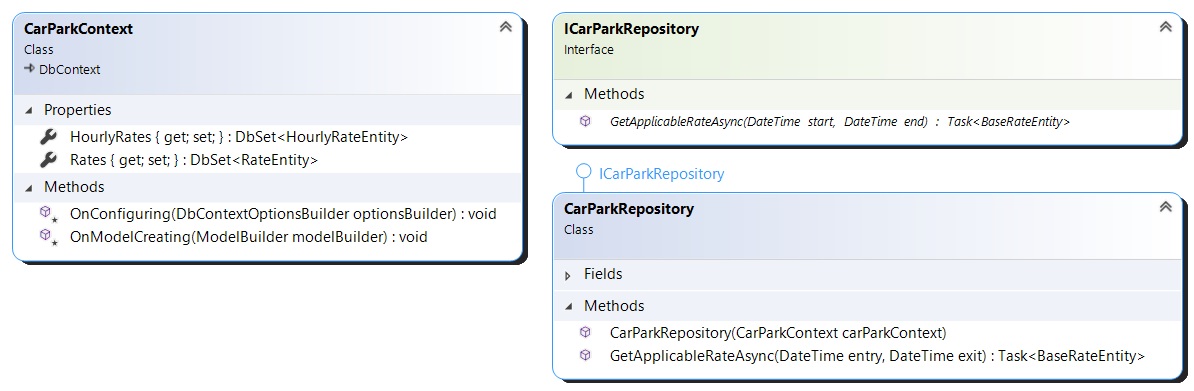 CarParkContext
Class
DbContext
Properties
HourlyRates { get; set; } : DbSet<HourlyRateEntity>
Rates { get; set; } : DbSet<RateEntity>
Methods
OnConfiguring(DbContextOptionsBuilder optionsBuilder) : void
OnModelCreating(ModelBuilder modelBuilder) : void
ICarParkRepository
Interface
Methods
GetApplicableRateAsync(DateTime start, DateTime end) : Task<BaseRateEntity>
ICarParkRepository
CarParkRepository
Class
Fields
Methods
CarParkRepository(CarParkContext carParkContext)
GetApplicableRateAsync(DateTime entry, DateTime exit) : Task<BaseRateEntity>